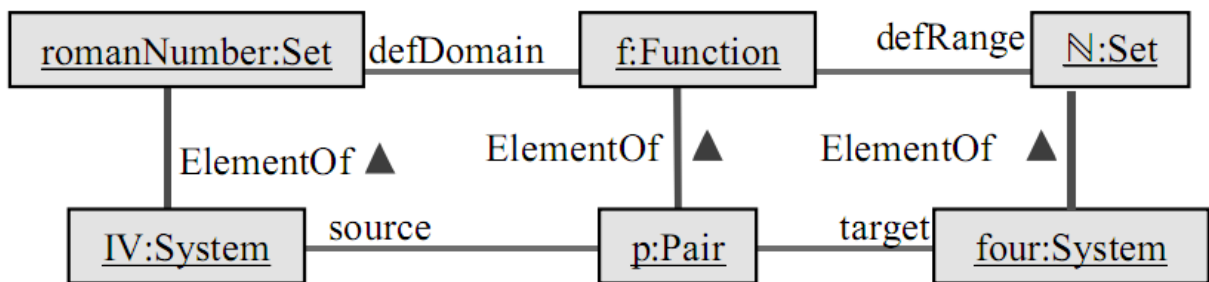 romanNumber:Set defDomain f:Function defRange ℕ:Set
ElementOf ▲ ElementOf ▲ ElementOf ▲
IV:System source p:Pair target four:System